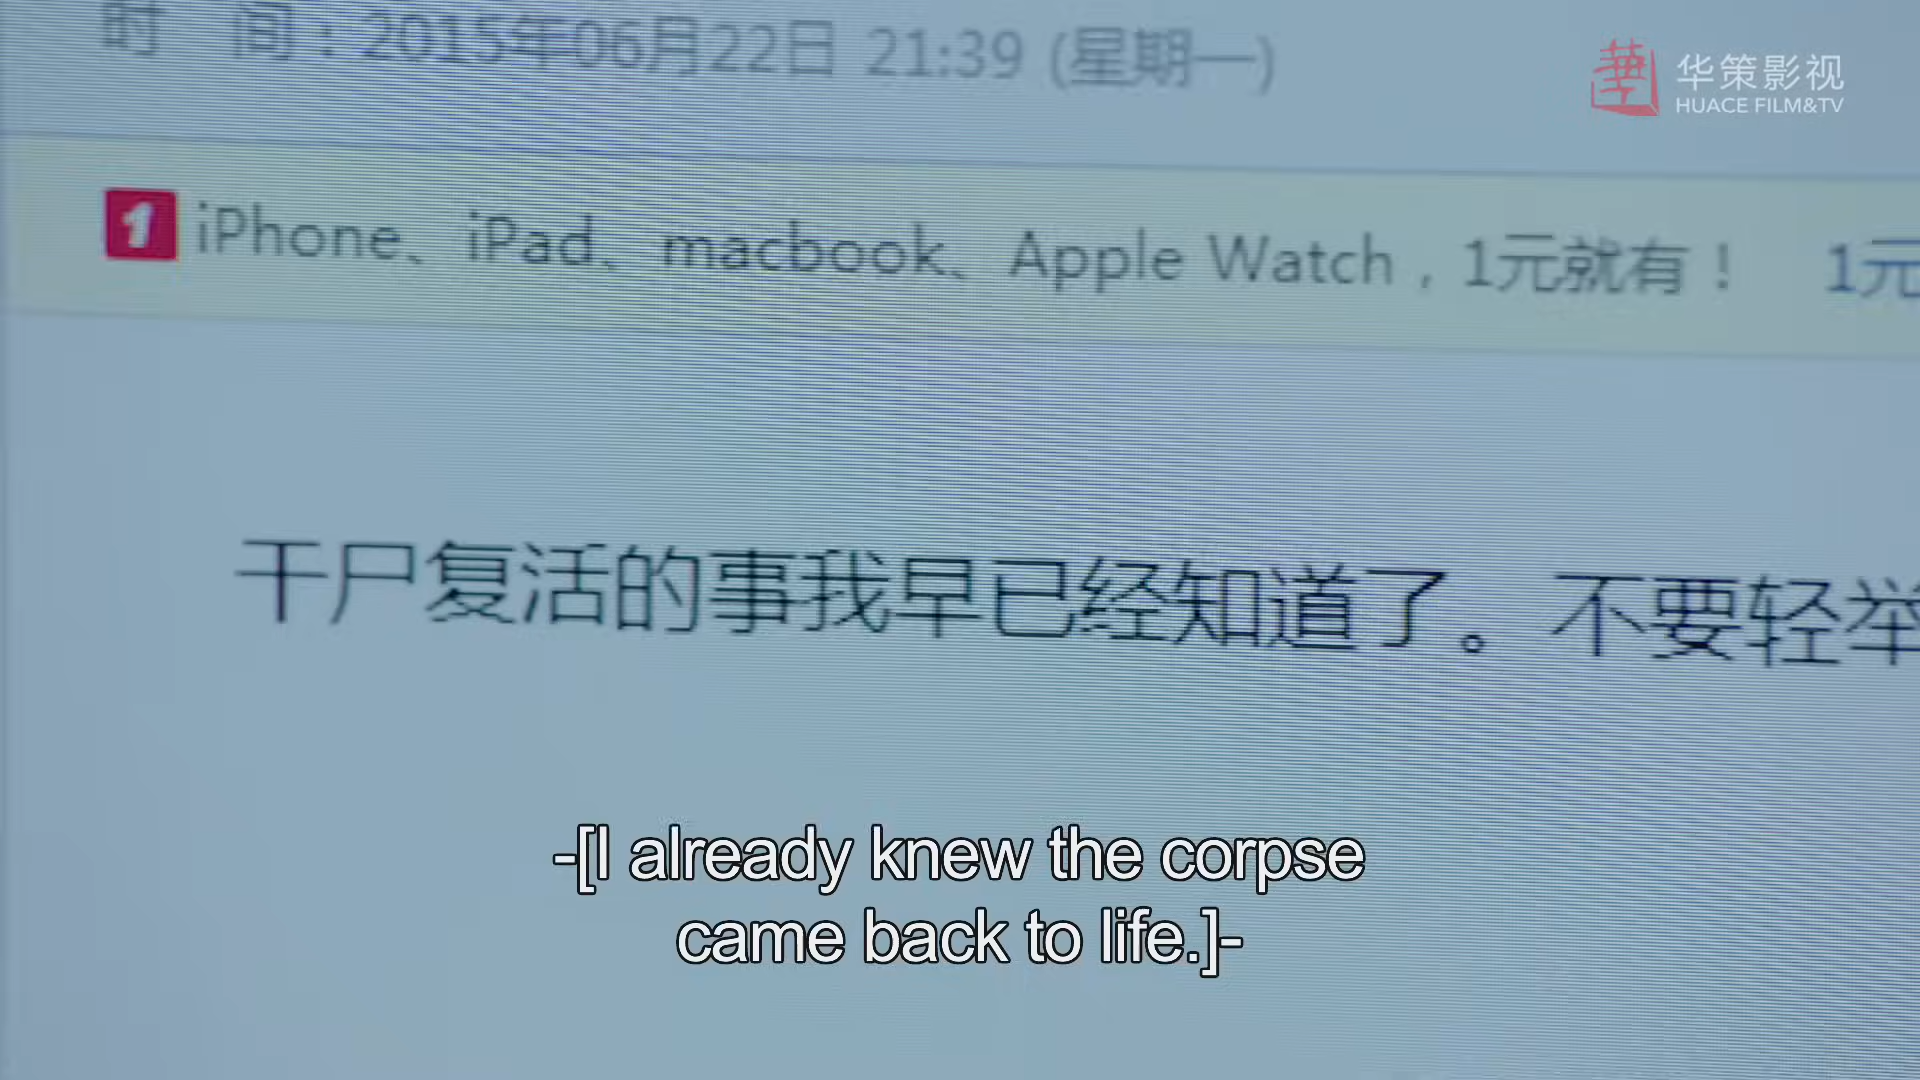 时 间：2015年06月22日 21:39 (星期一)
华策影视
HUACE FILM&TV
1 iPhone、iPad、macbook、Apple Watch，1元就有！ 1元
干尸复活的事我早已经知道了。不要轻举
-[I already knew the corpse
came back to life.]-